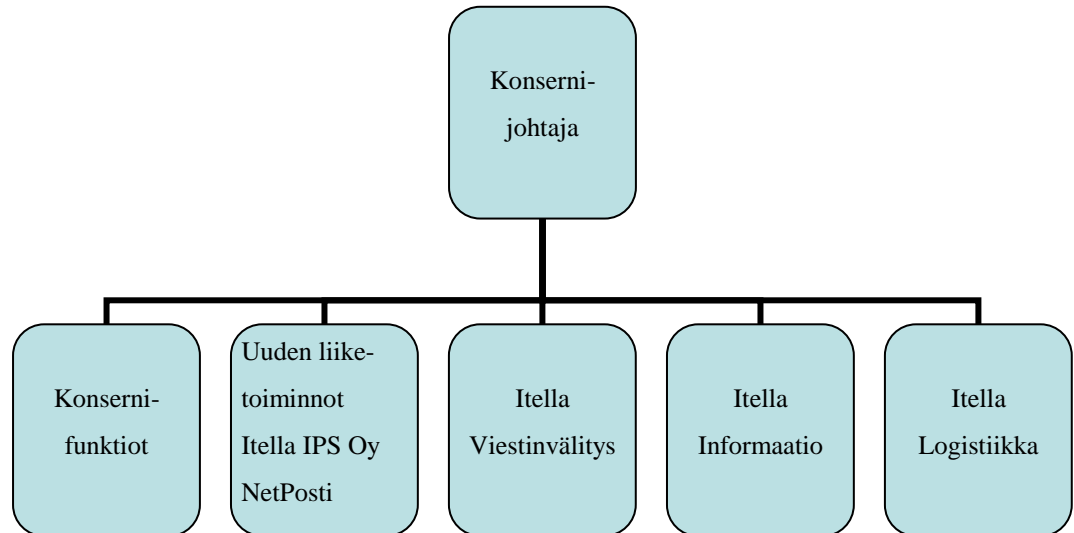 Konserni-
johtaja
Konserni-
funktiot
Uuden liike-
toiminnot
Itella IPS Oy
NetPosti
Itella
Viestinvälitys
Itella
Informaatio
Itella
Logistiikka